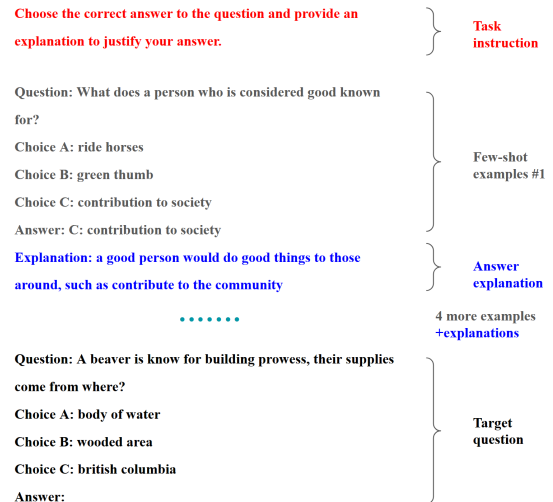 Choose the correct answer to the question and provide an
explanation to justify your answer.
Task
instruction
Question: What does a person who is considered good known
for?
Choice A: ride horses
Choice B: green thumb
Choice C: contribution to society
Answer: C: contribution to society
Few-shot
examples #1
Explanation: a good person would do good things to those
around, such as contribute to the community
Answer
explanation
4 more examples
+explanations
Question: A beaver is know for building prowess, their supplies
come from where?
Choice A: body of water
Choice B: wooded area
Choice C: british columbia
Answer:
Target
question